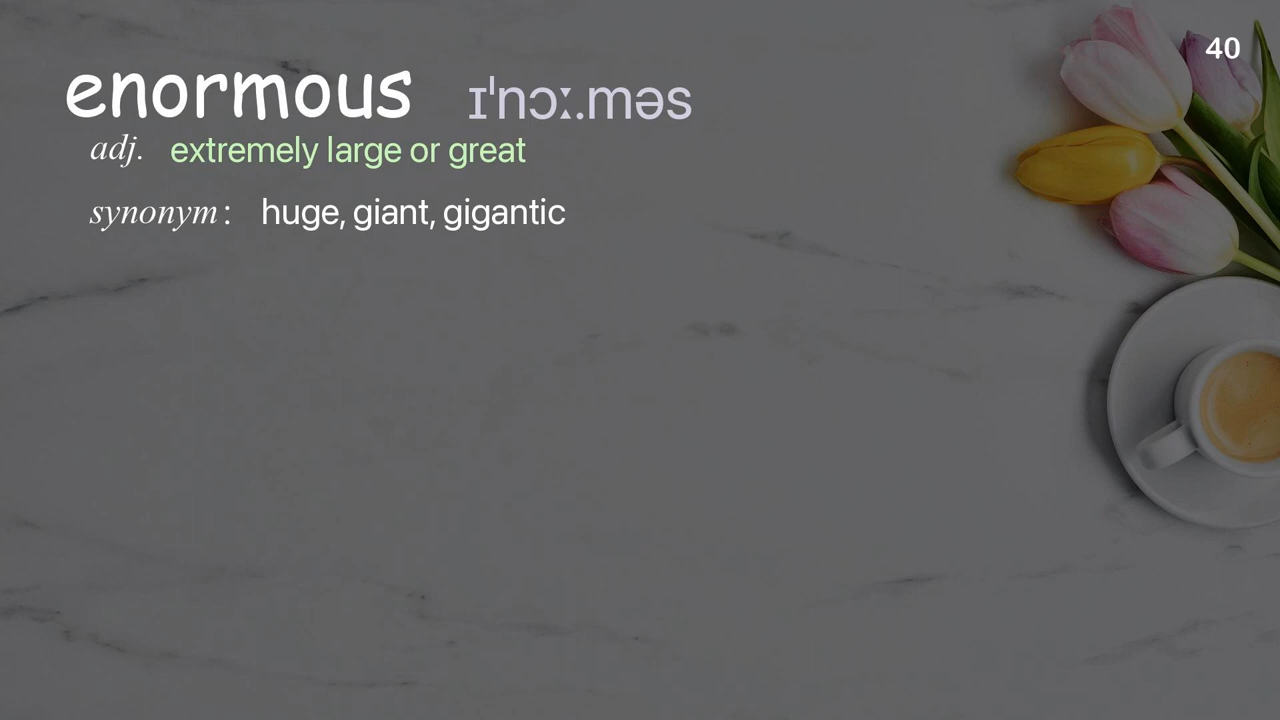 40
enormous ɪˈnɔː.məs
adj. extremely large or great
synonym: huge, giant, gigantic